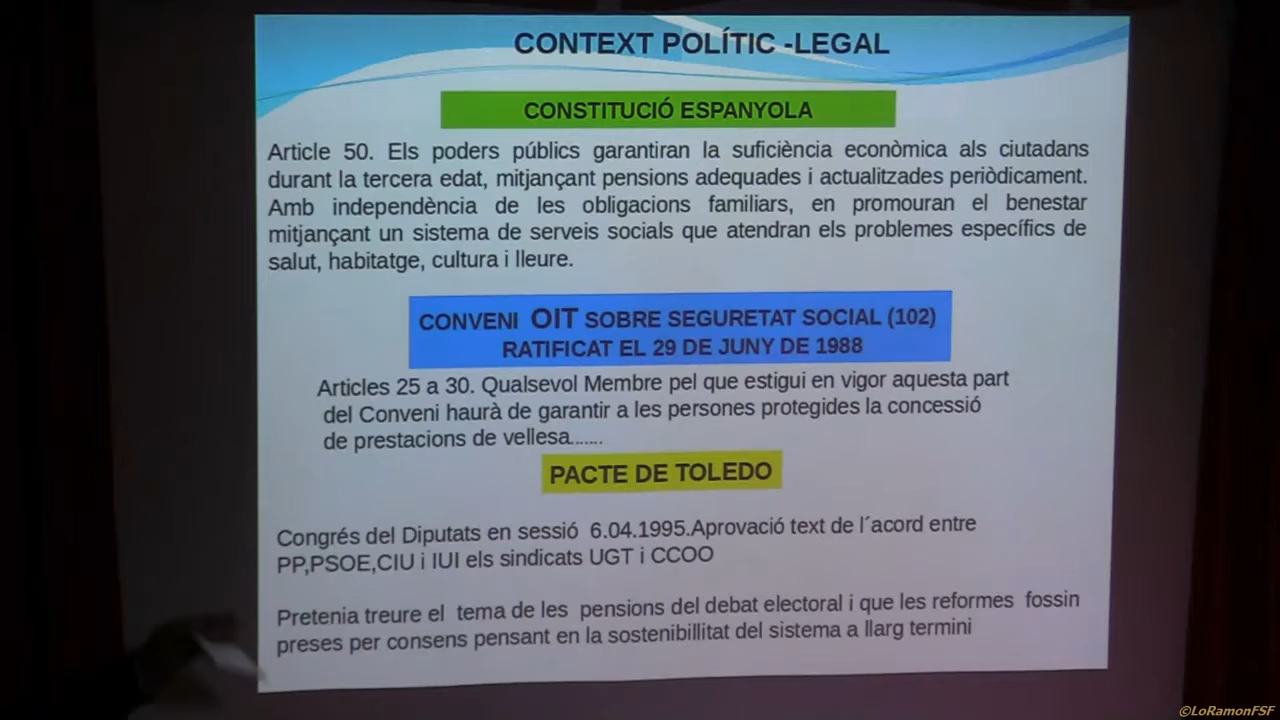 CONTEXT POLÍTIC -LEGAL
CONSTITUCIÓ ESPANYOLA
Article 50. Els poders públics garantiran la suficiència econòmica als ciutadans
durant la tercera edat, mitjançant pensions adequades i actualitzades periòdicament.
Amb independència de les obligacions familiars, en promouran el benestar
mitjançant un sistema de serveis socials que atendran els problemes específics de
salut, habitatge, cultura i lleure.
CONVENI OIT SOBRE SEGURETAT SOCIAL (102)
RATIFICAT EL 29 DE JUNY DE 1988
Articles 25 a 30. Qualsevol Membre pel que estigui en vigor aquesta part
del Conveni haurà de garantir a les persones protegides la concessió
de prestacions de vellesa.......
PACTE DE TOLEDO
Congrés del Diputats en sessió 6.04.1995.Aprovació text de l´acord entre
PP,PSOE,CIU i IUI els sindicats UGT i CCOO
Pretenia treure el tema de les pensions del debat electoral i que les reformes fossin
preses per consens pensant en la sostenibillitat del sistema a llarg termini
©LoRamonFSF